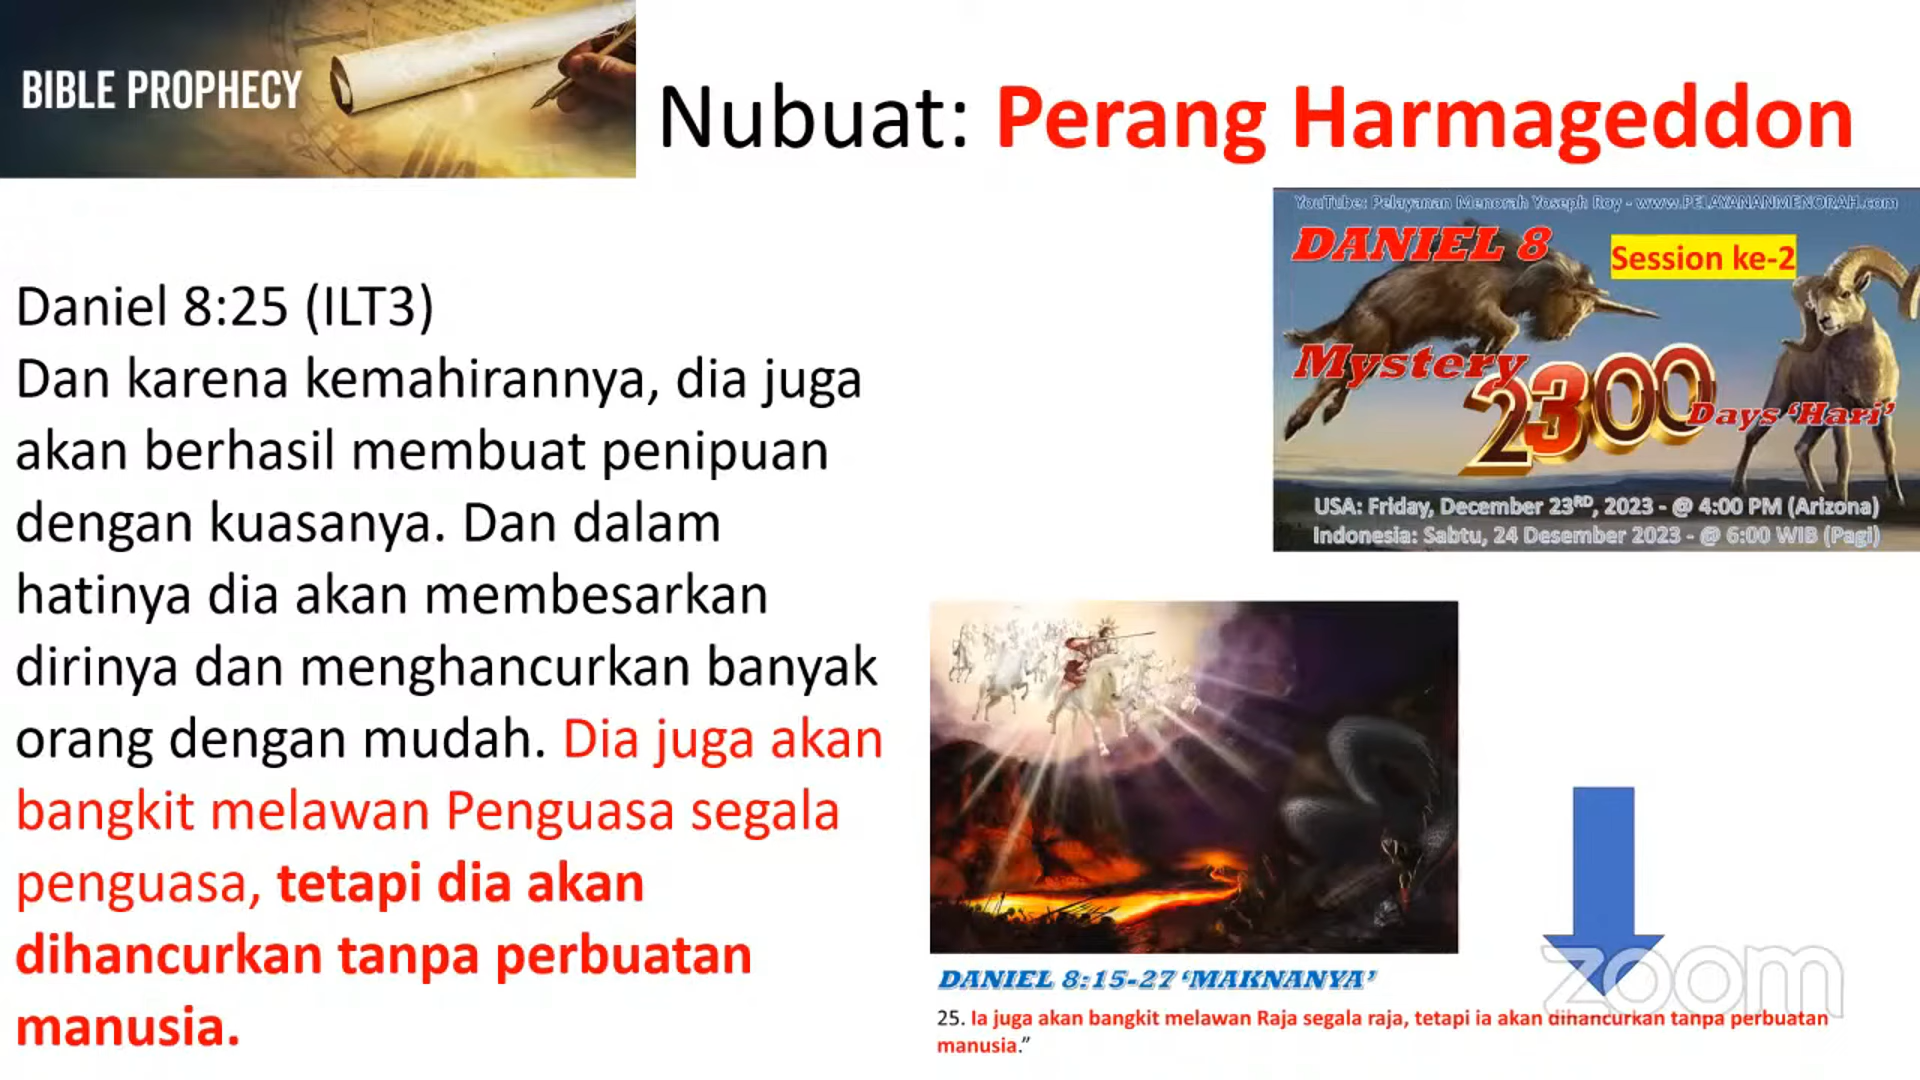 BIBLE PROPHECY
Nubuat: Perang Harmageddon
YouTube: Pelayanan Menorah Yoseph Roy - www.PELAYANANMENORAH.com
DANIEL 8
Session ke-2
Mystery
2300
Days ‘Hari’
USA: Friday, December 23RD, 2023 - @ 4:00 PM (Arizona)
Indonesia: Sabtu, 24 Desember 2023 - @ 6:00 WIB (Pagi)
Daniel 8:25 (ILT3)
Dan karena kemahirannya, dia juga
akan berhasil membuat penipuan
dengan kuasanya. Dan dalam
hatinya dia akan membesarkan
dirinya dan menghancurkan banyak
orang dengan mudah. Dia juga akan
bangkit melawan Penguasa segala
penguasa, tetapi dia akan
dihancurkan tanpa perbuatan
manusia.
DANIEL 8:15-27 ‘MAKNANYA’
25. Ia juga akan bangkit melawan Raja segala raja, tetapi ia akan dihancurkan tanpa perbuatan
manusia.”
zoom